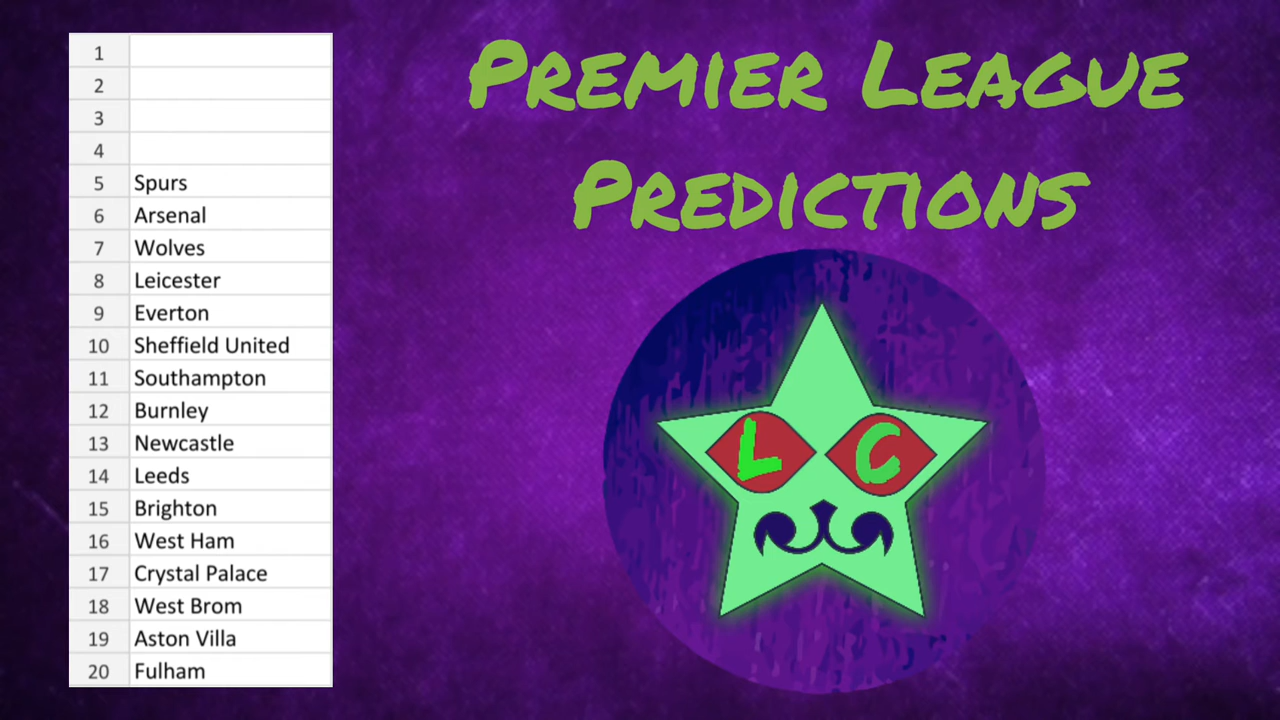 1
2
3
4
5 Spurs
6 Arsenal
7 Wolves
8 Leicester
9 Everton
10 Sheffield United
11 Southampton
12 Burnley
13 Newcastle
14 Leeds
15 Brighton
16 West Ham
17 Crystal Palace
18 West Brom
19 Aston Villa
20 Fulham
PREMIER LEAGUE
PREDICTIONS
L C